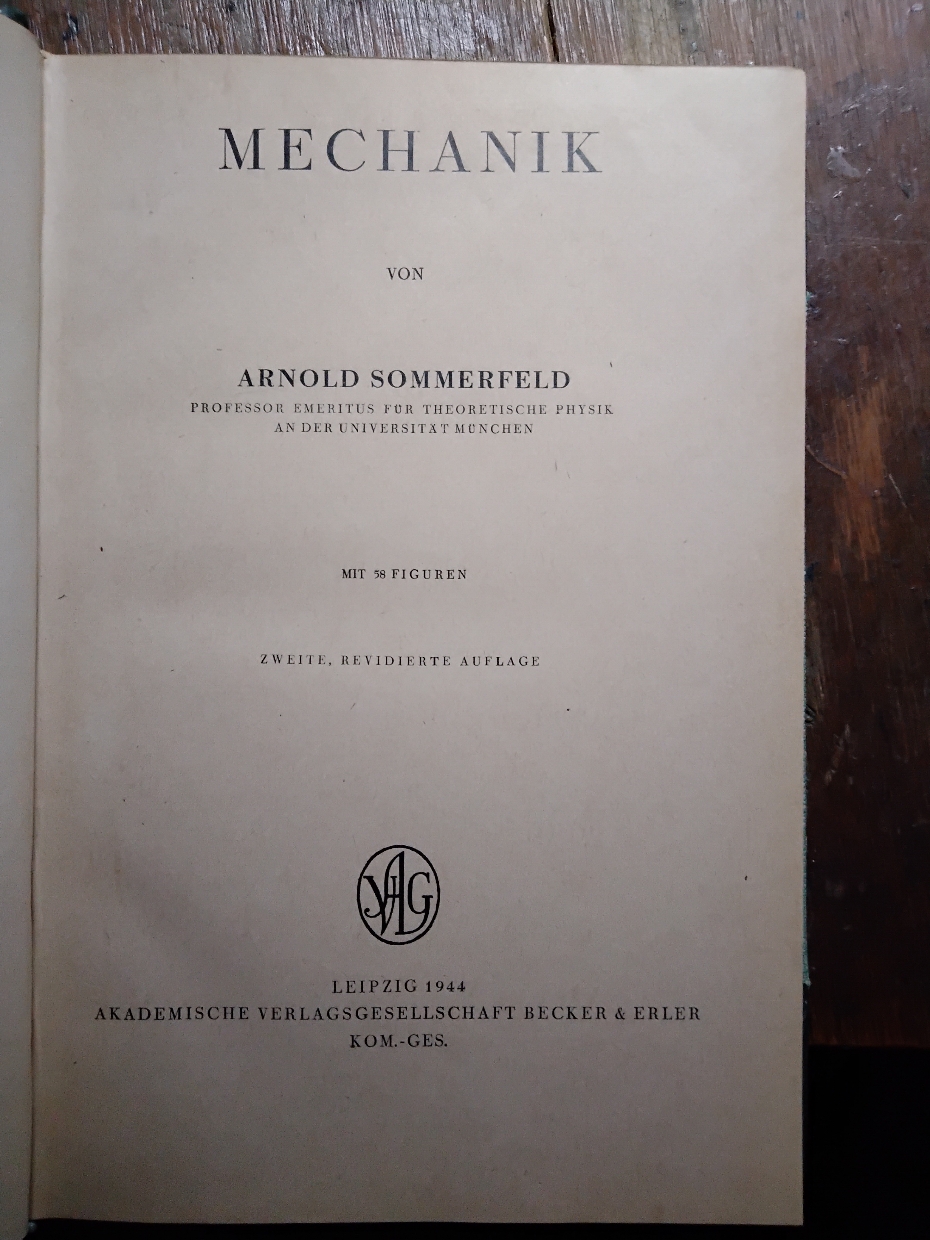 MECHANIK
VON
ARNOLD SOMMERFELD
PROFESSOR EMERITUS FÜR THEORETISCHE PHYSIK
AN DER UNIVERSITÄT MÜNCHEN
MIT 58 FIGUREN
ZWEITE, REVIDIERTE AUFLAGE
VAG
LEIPZIG 1944
AKADEMISCHE VERLAGSGESELLSCHAFT BECKER & ERLER
KOM.-GES.